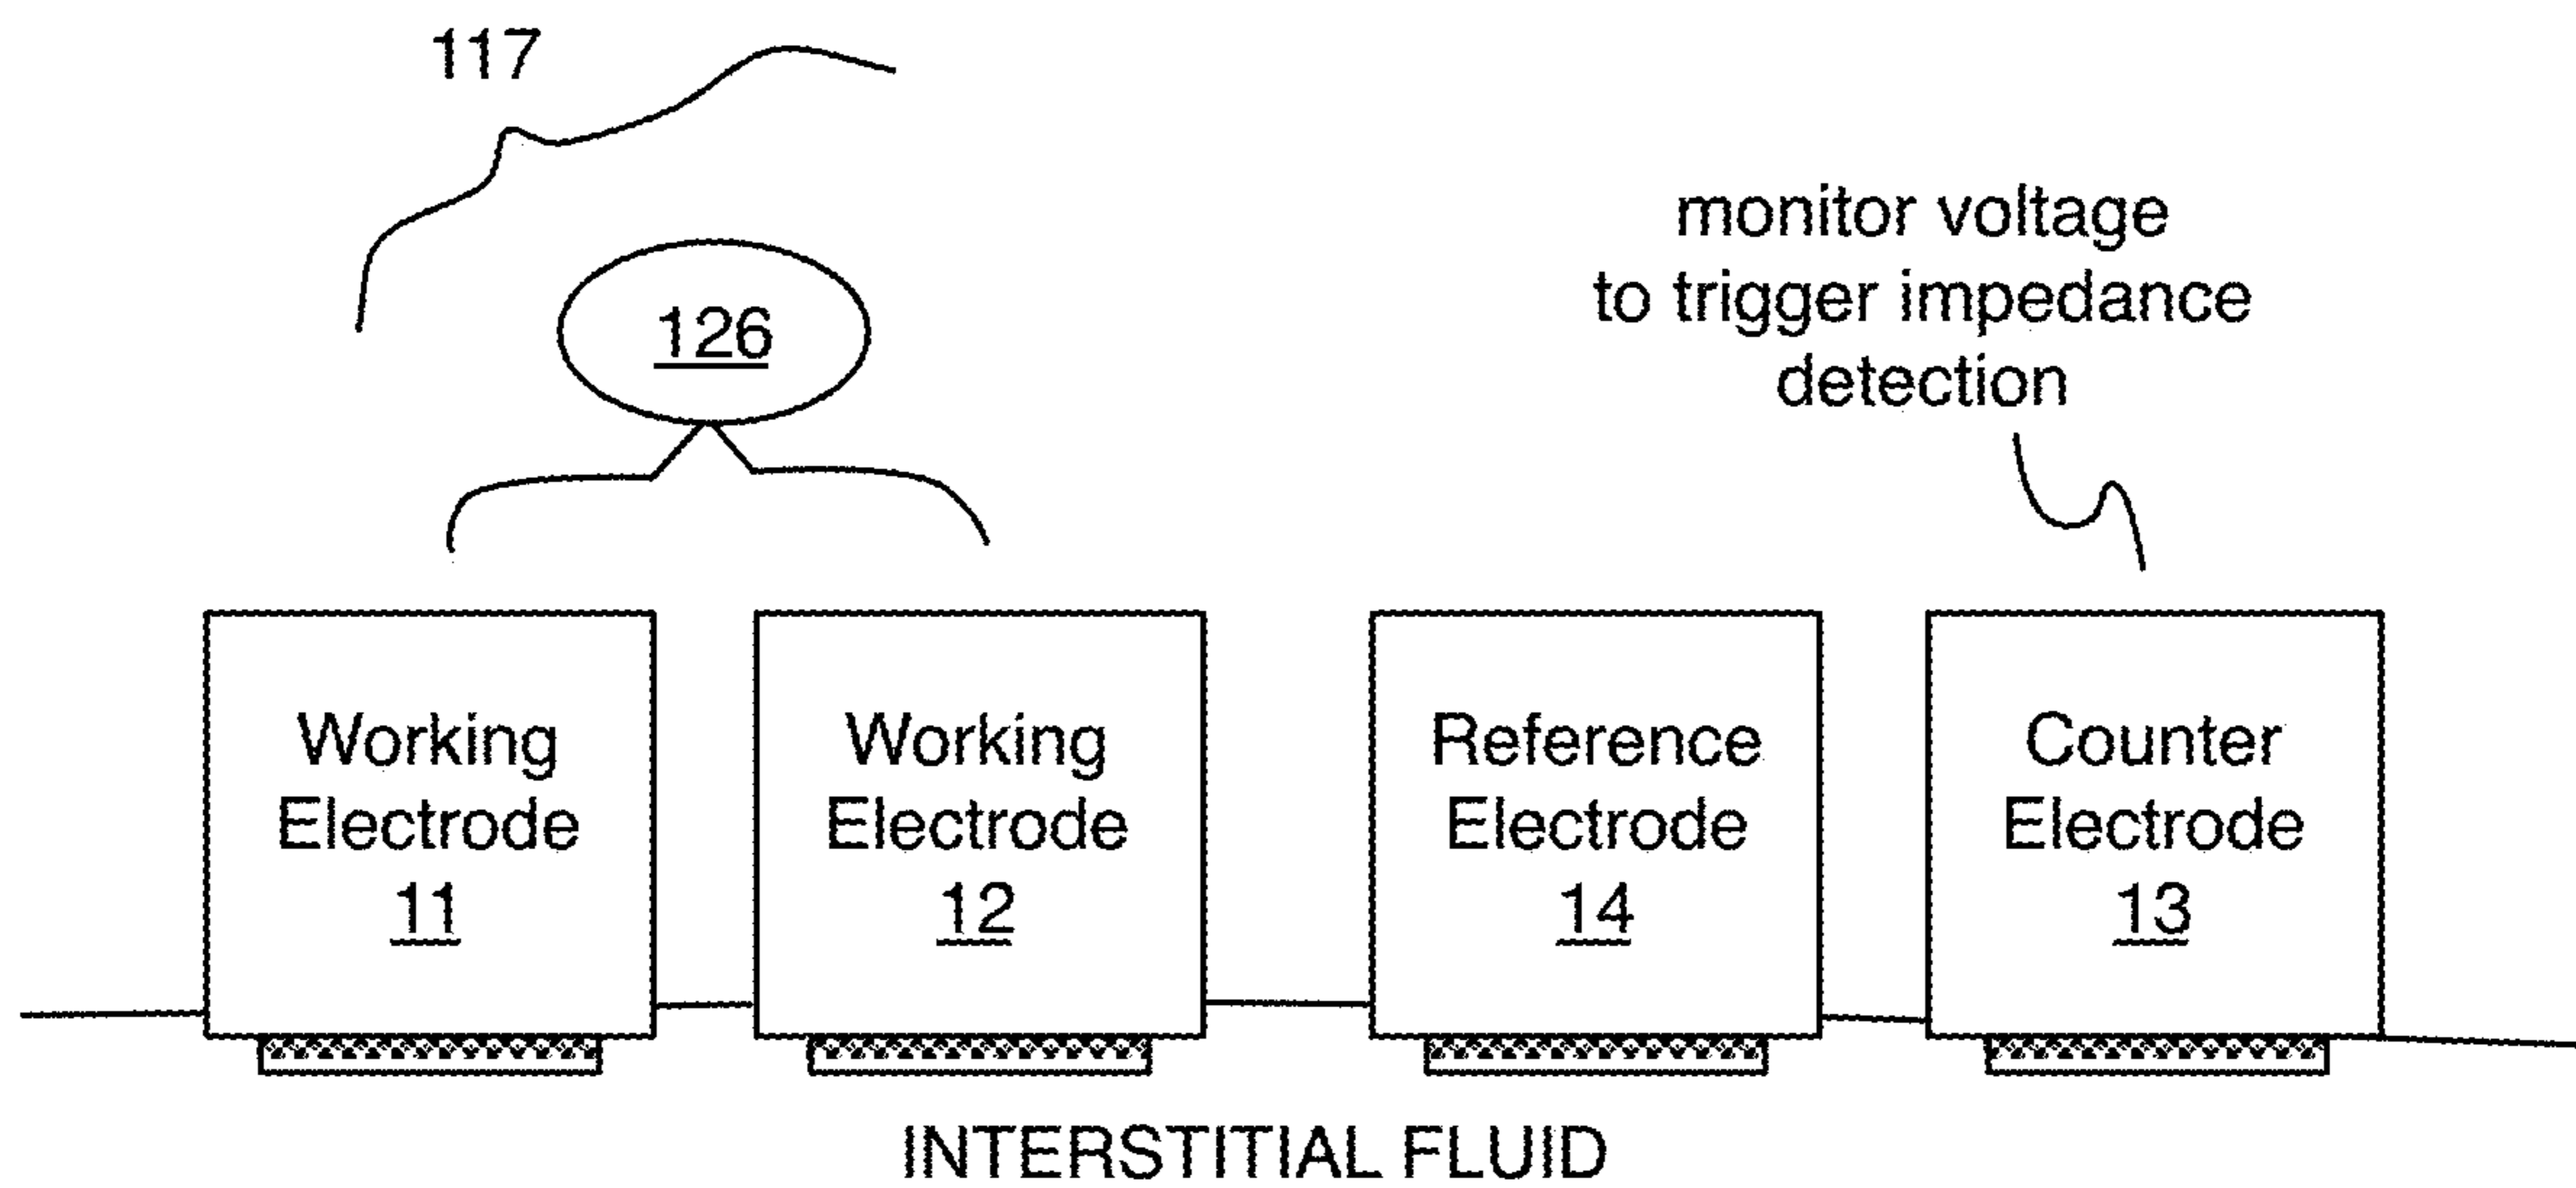 117
126
monitor voltage
to trigger impedance
detection
Working
Electrode
11
Working
Electrode
12
Reference
Electrode
14
Counter
Electrode
13
INTERSTITIAL FLUID